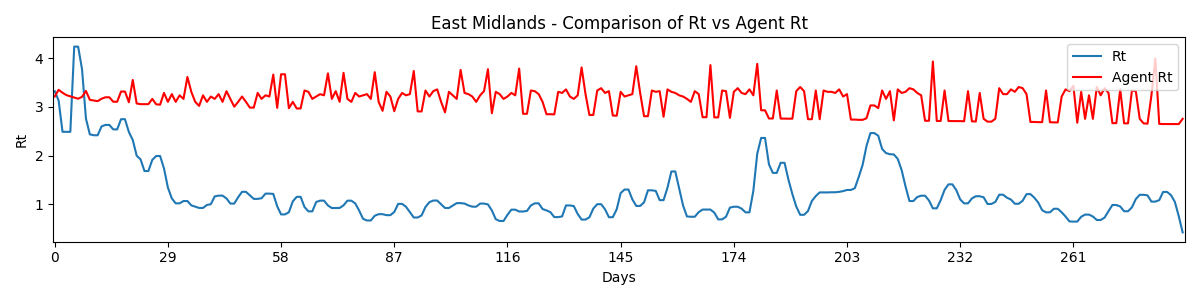 East Midlands - Comparison of Rt vs Agent Rt
Rt
4
3
2
1
Rt
Agent Rt
0 29 58 87 116 145 174 203 232 261
Days